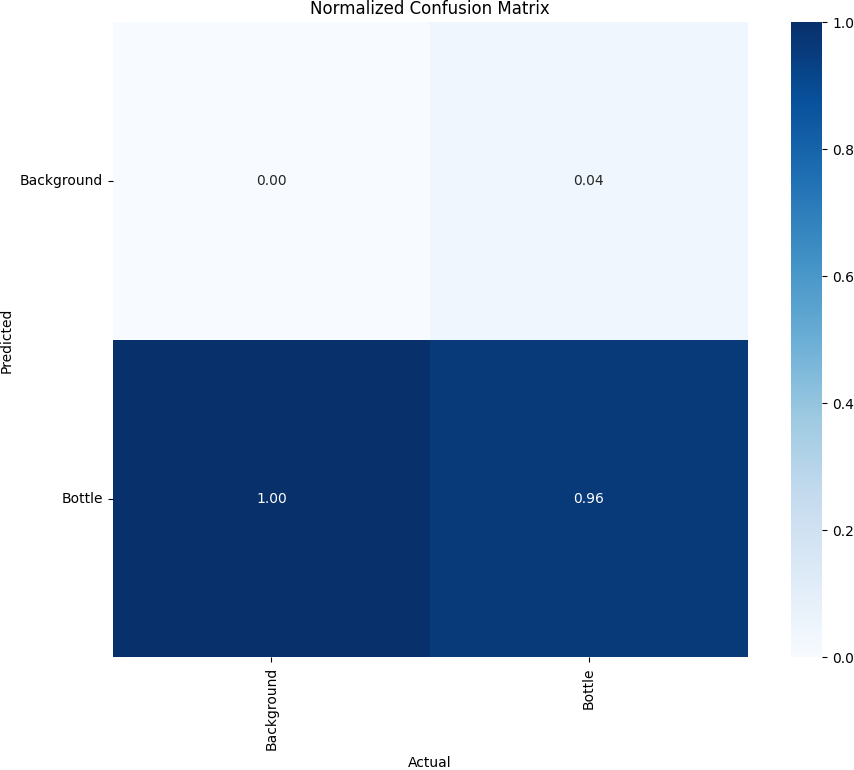 Normalized Confusion Matrix
1.0
0.8
Background
0.00
0.04
0.6
Predicted
0.4
Bottle
1.00
0.96
0.2
0.0
Background
Bottle
Actual